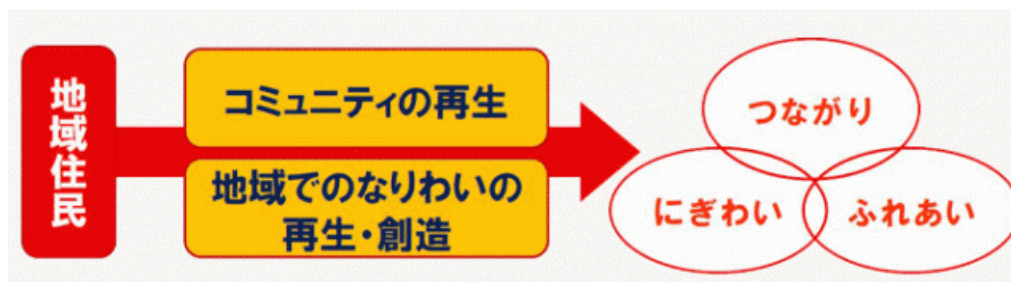 地域住民
コミュニティの再生
地域でのなりわいの
再生・創造
つながり
にぎわい
ふれあい